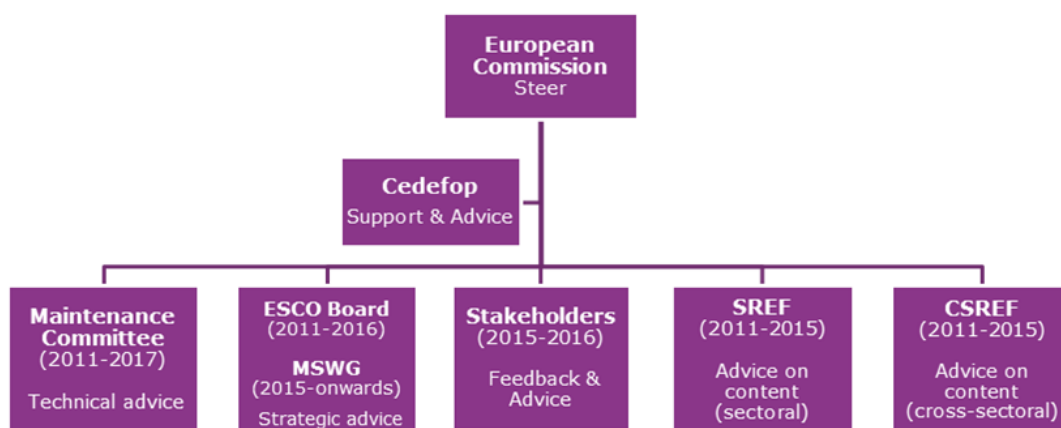 European
Commission
Steer
Cedefop
Support & Advice
Maintenance
Committee
(2011-2017)
Technical advice
ESCO Board
(2011-2016)
MSWG
(2015-onwards)
Strategic advice
Stakeholders
(2015-2016)
Feedback &
Advice
SREF
(2011-2015)
Advice on
content
(sectoral)
CSREF
(2011-2015)
Advice on
content
(cross-sectoral)